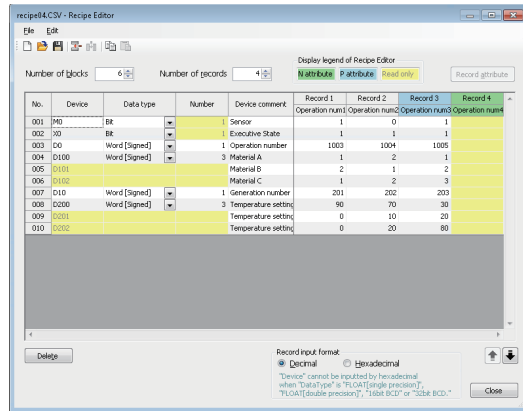 recipe04.CSV - Recipe Editor
File Edit
Display legend of Recipe Editor
Number of blocks 6 Number of records 4 N attribute P attribute Read only Record attribute
No. Device Data type Number Device comment Record 1 Record 2 Record 3 Record 4
Operation num1 Operation num2 Operation num3 Operation num4
001 M0 Bit 1 Sensor 1 0 1
002 X0 Bit 1 Executive State 1 1 1
003 D0 Word [Signed] 1 Operation number 1003 1004 1005
004 D100 Word [Signed] 3 Material A 1 2 1
005 D101 Material B 2 1 2
006 D102 Material C 1 2 3
007 D10 Word [Signed] 1 Generation number 201 202 203
008 D200 Word [Signed] 3 Temperature setting 90 70 30
009 D201 Temperature setting 0 10 20
010 D202 Temperature setting 0 20 80
Delete
Record input format
Decimal Hexadecimal
"Device" cannot be inputted by hexadecimal
when "DataType" is "FLOAT[single precision]",
"FLOAT[double precision]", "16bit BCD" or "32bit BCD."
Close